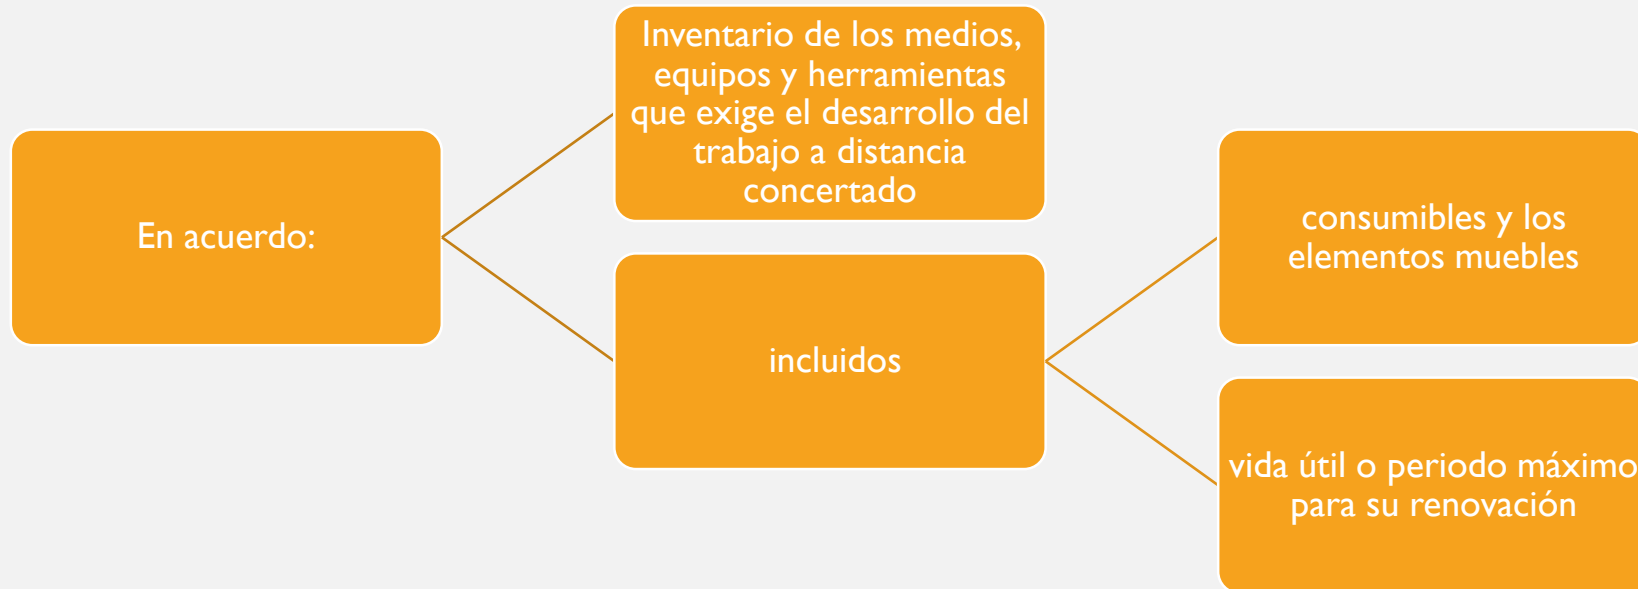 En acuerdo:
Inventario de los medios,
equipos y herramientas
que exige el desarrollo del
trabajo a distancia
concertado
incluidos
consumibles y los
elementos muebles
vida útil o periodo máximo
para su renovación